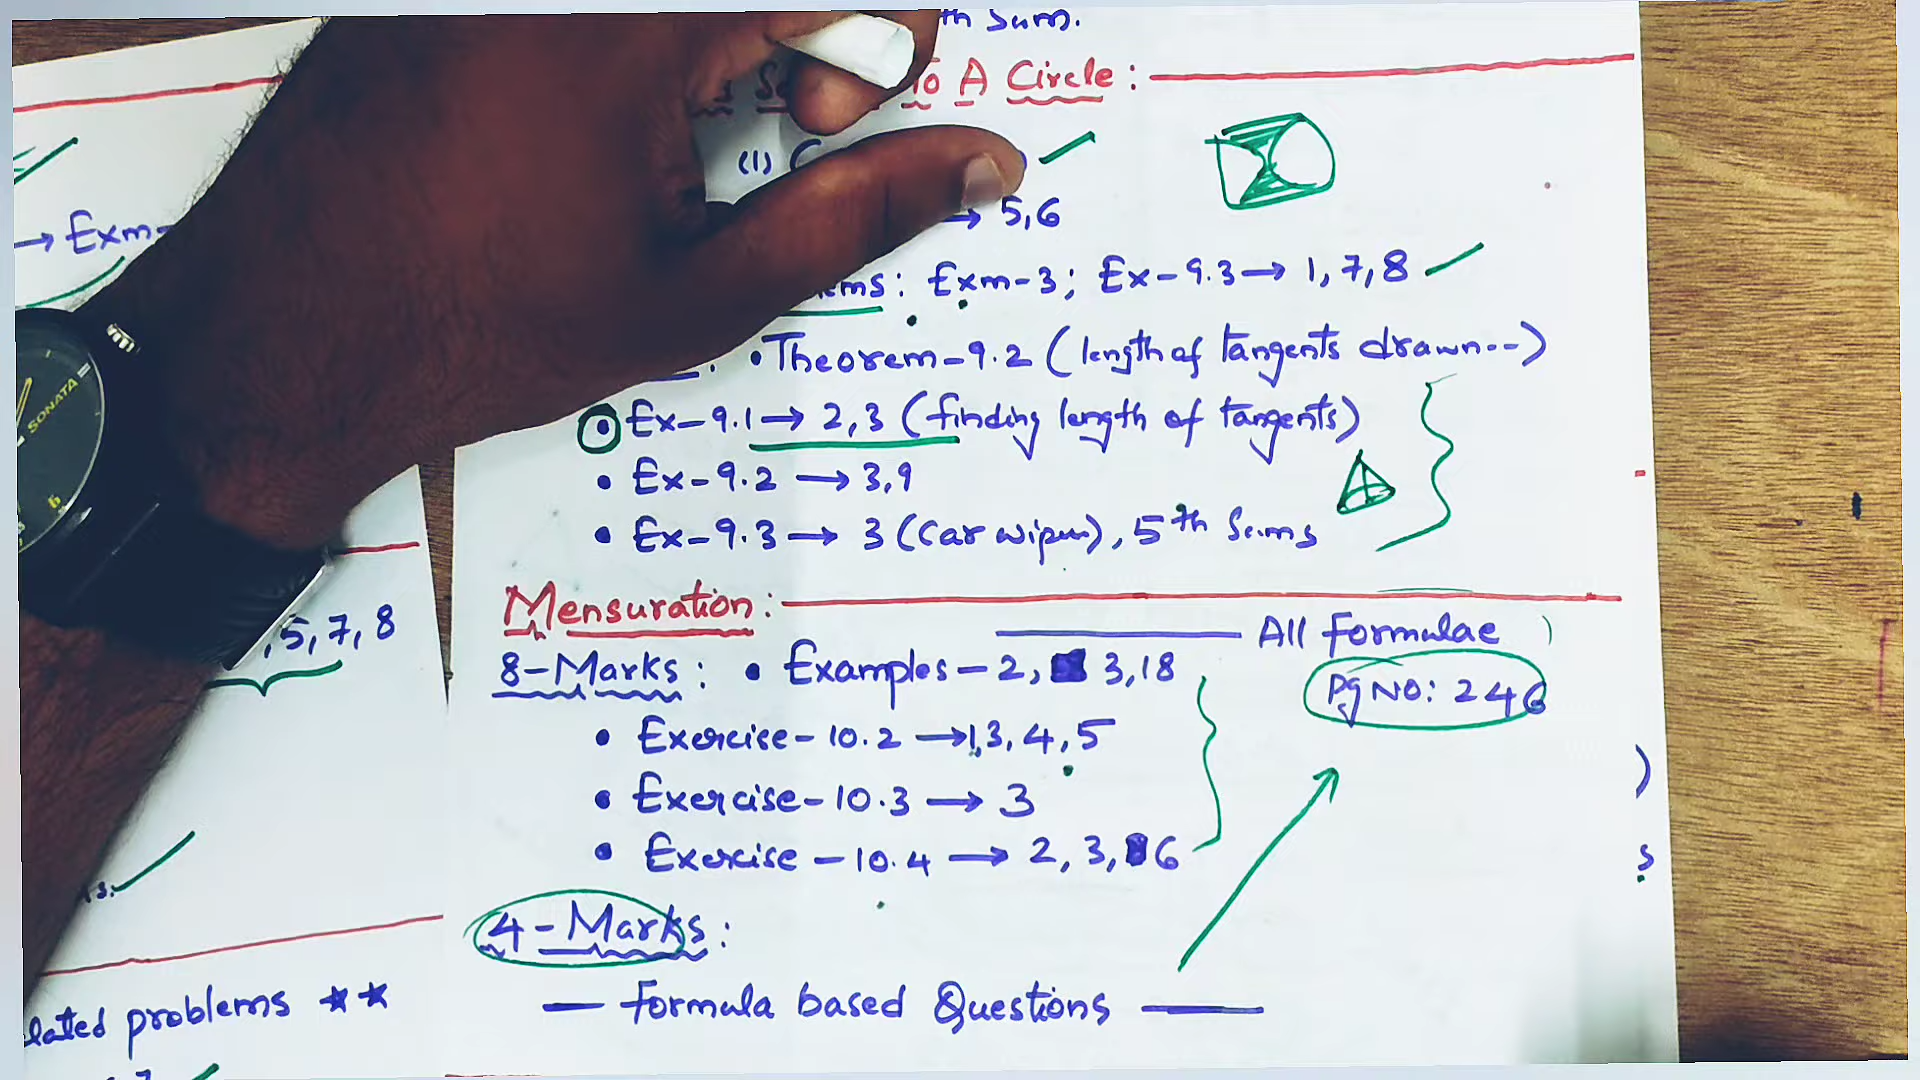 th Sum.
To A Circle :
(1)
→ 5,6
→ Exm-
ems : Exm-3; Ex-9.3 → 1,7,8
• Theorem-9.2 (length of tangents drawn--)
SONATA
• Ex-9.1 → 2,3 (finding length of tangents)
• Ex-9.2 → 3,9
• Ex-9.3 → 3 (Car wiper), 5th Sums
,5,7,8
Mensuration :
All formulae
8-Marks : • Examples-2, 3,18
Pg No: 246
• Exercise-10.2 → 1,3,4,5
• Exercise-10.3 → 3
• Exercise-10.4 → 2,3, 6
4-Marks :
— formula based Questions —
lated problems ★★